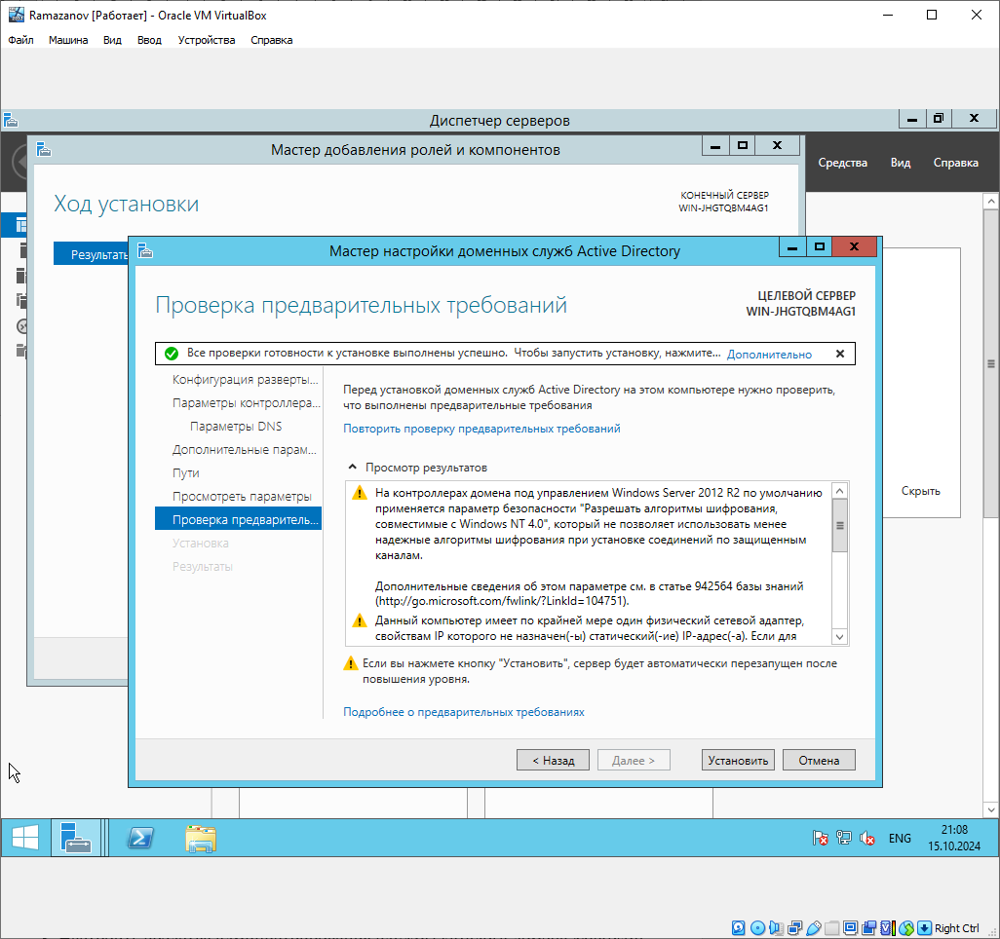 Ramazanov [Работает] - Oracle VM VirtualBox
Файл Машина Вид Ввод Устройства Справка
Диспетчер серверов
Мастер добавления ролей и компонентов
Средства Вид Справка
Ход установки
КОНЕЧНЫЙ СЕРВЕР
WIN-JHGTQBM4AG1
Результаты
Мастер настройки доменных служб Active Directory
Проверка предварительных требований
ЦЕЛЕВОЙ СЕРВЕР
WIN-JHGTQBM4AG1
Все проверки готовности к установке выполнены успешно. Чтобы запустить установку, нажмите... Дополнительно
Конфигурация разверты...
Параметры контроллера...
Параметры DNS
Дополнительные парам...
Пути
Просмотреть параметры
Проверка предваритель...
Установка
Результаты
Перед установкой доменных служб Active Directory на этом компьютере нужно проверить,
что выполнены предварительные требования
Повторить проверку предварительных требований
Просмотр результатов
На контроллерах домена под управлением Windows Server 2012 R2 по умолчанию
применяется параметр безопасности "Разрешать алгоритмы шифрования,
совместимые с Windows NT 4.0", который не позволяет использовать менее
надежные алгоритмы шифрования при установке соединений по защищенным
каналам.
Дополнительные сведения об этом параметре см. в статье 942564 базы знаний
(http://go.microsoft.com/fwlink/?LinkId=104751).
Данный компьютер имеет по крайней мере один физический сетевой адаптер,
свойствам IP которого не назначен(-ы) статический(-ие) IP-адрес(-а). Если для
Если вы нажмете кнопку "Установить", сервер будет автоматически перезапущен после
повышения уровня.
Подробнее о предварительных требованиях
< Назад Далее > Установить Отмена
Скрыть
ENG
21:08
15.10.2024
Right Ctrl